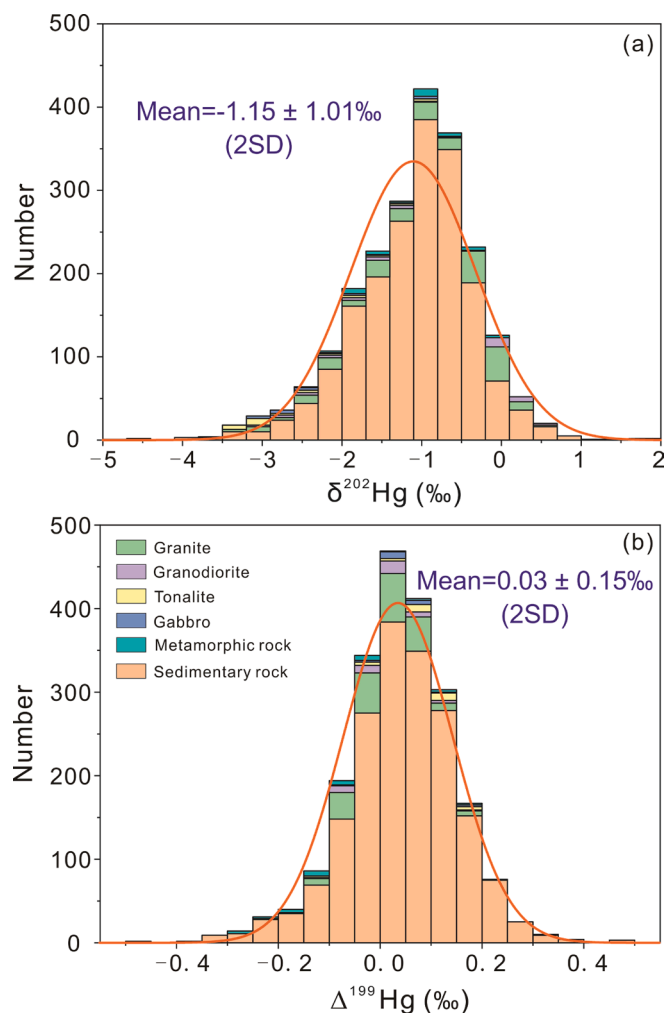 (a)
Mean=-1.15 ± 1.01‰
(2SD)
Number
500
400
300
200
100
0
−5 −4 −3 −2 −1 0 1 2
δ²⁰²Hg (‰)
(b)
Granite
Granodiorite
Tonalite
Gabbro
Metamorphic rock
Sedimentary rock
Mean=0.03 ± 0.15‰
(2SD)
Number
500
400
300
200
100
0
−0.4 −0.2 0.0 0.2 0.4
Δ¹⁹⁹Hg (‰)